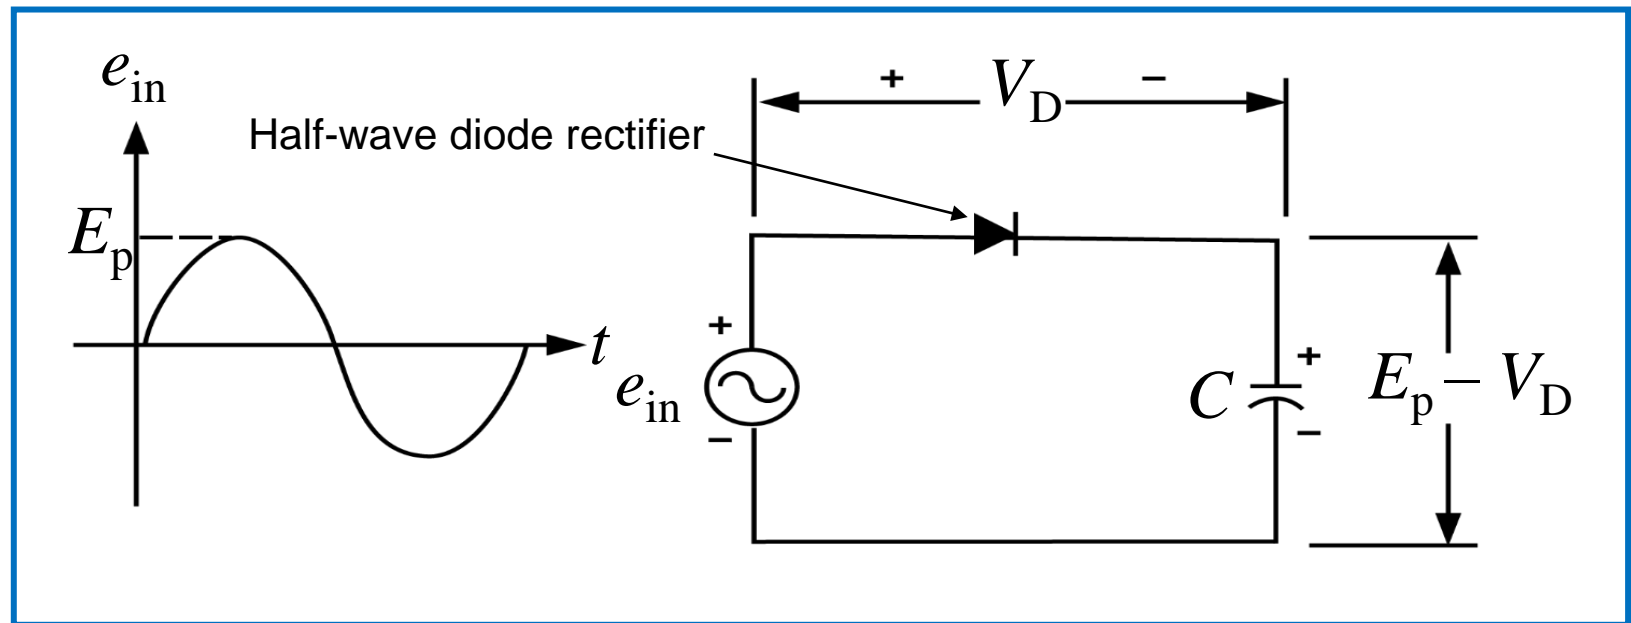 e_in
+ V_D −
Half-wave diode rectifier
E_p
t
+
e_in
−
C
+
−
E_p − V_D